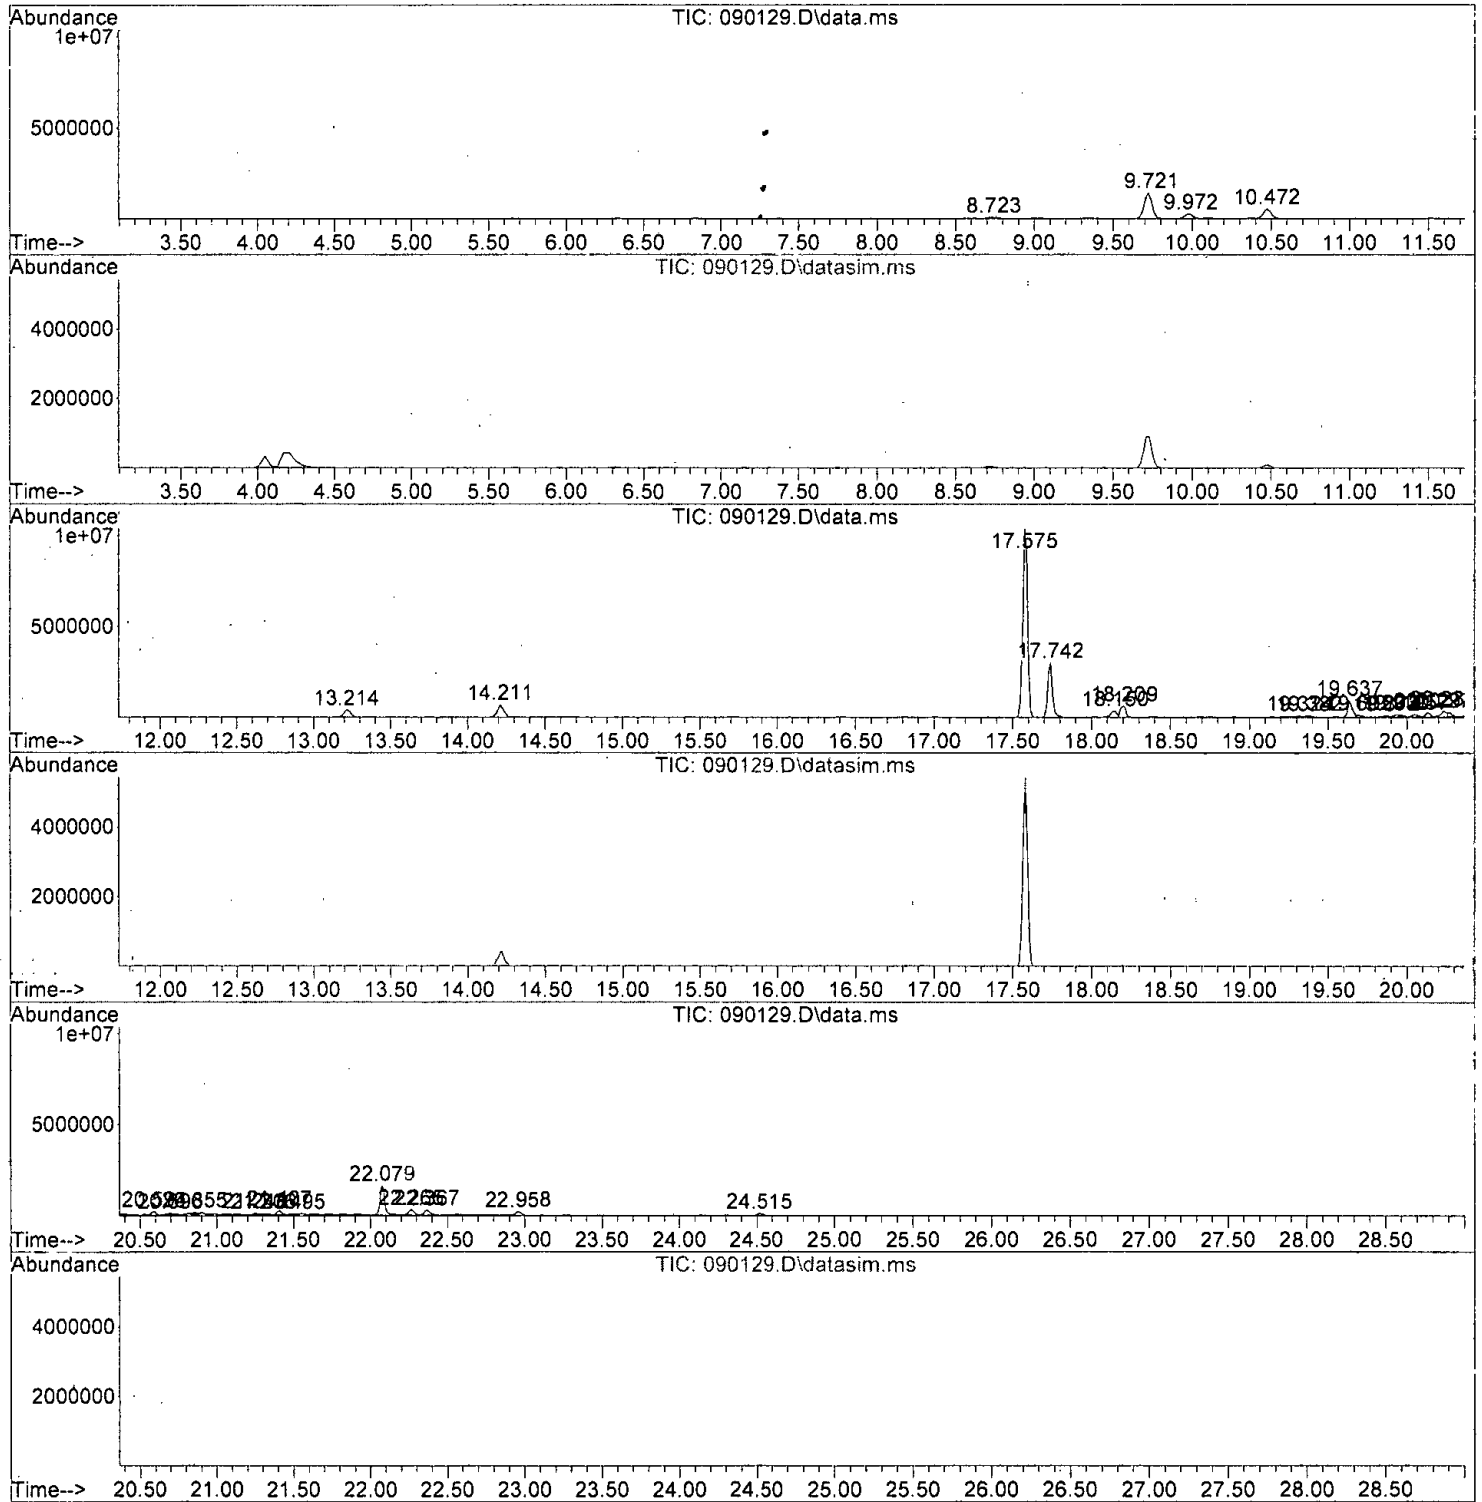 Abundance TIC: 090129.D\data.ms
1e+07
5000000
9.721
8.723 9.972 10.472
Time--> 3.50 4.00 4.50 5.00 5.50 6.00 6.50 7.00 7.50 8.00 8.50 9.00 9.50 10.00 10.50 11.00 11.50
Abundance TIC: 090129.D\datasim.ms
4000000
2000000
Time--> 3.50 4.00 4.50 5.00 5.50 6.00 6.50 7.00 7.50 8.00 8.50 9.00 9.50 10.00 10.50 11.00 11.50
Abundance TIC: 090129.D\data.ms
1e+07
17.575
5000000
17.742
13.214 14.211 18.209 19.637
Time--> 12.00 12.50 13.00 13.50 14.00 14.50 15.00 15.50 16.00 16.50 17.00 17.50 18.00 18.50 19.00 19.50 20.00
Abundance TIC: 090129.D\datasim.ms
4000000
2000000
Time--> 12.00 12.50 13.00 13.50 14.00 14.50 15.00 15.50 16.00 16.50 17.00 17.50 18.00 18.50 19.00 19.50 20.00
Abundance TIC: 090129.D\data.ms
1e+07
5000000
22.079
22.958 24.515
Time--> 20.50 21.00 21.50 22.00 22.50 23.00 23.50 24.00 24.50 25.00 25.50 26.00 26.50 27.00 27.50 28.00 28.50
Abundance TIC: 090129.D\datasim.ms
4000000
2000000
Time--> 20.50 21.00 21.50 22.00 22.50 23.00 23.50 24.00 24.50 25.00 25.50 26.00 26.50 27.00 27.50 28.00 28.50